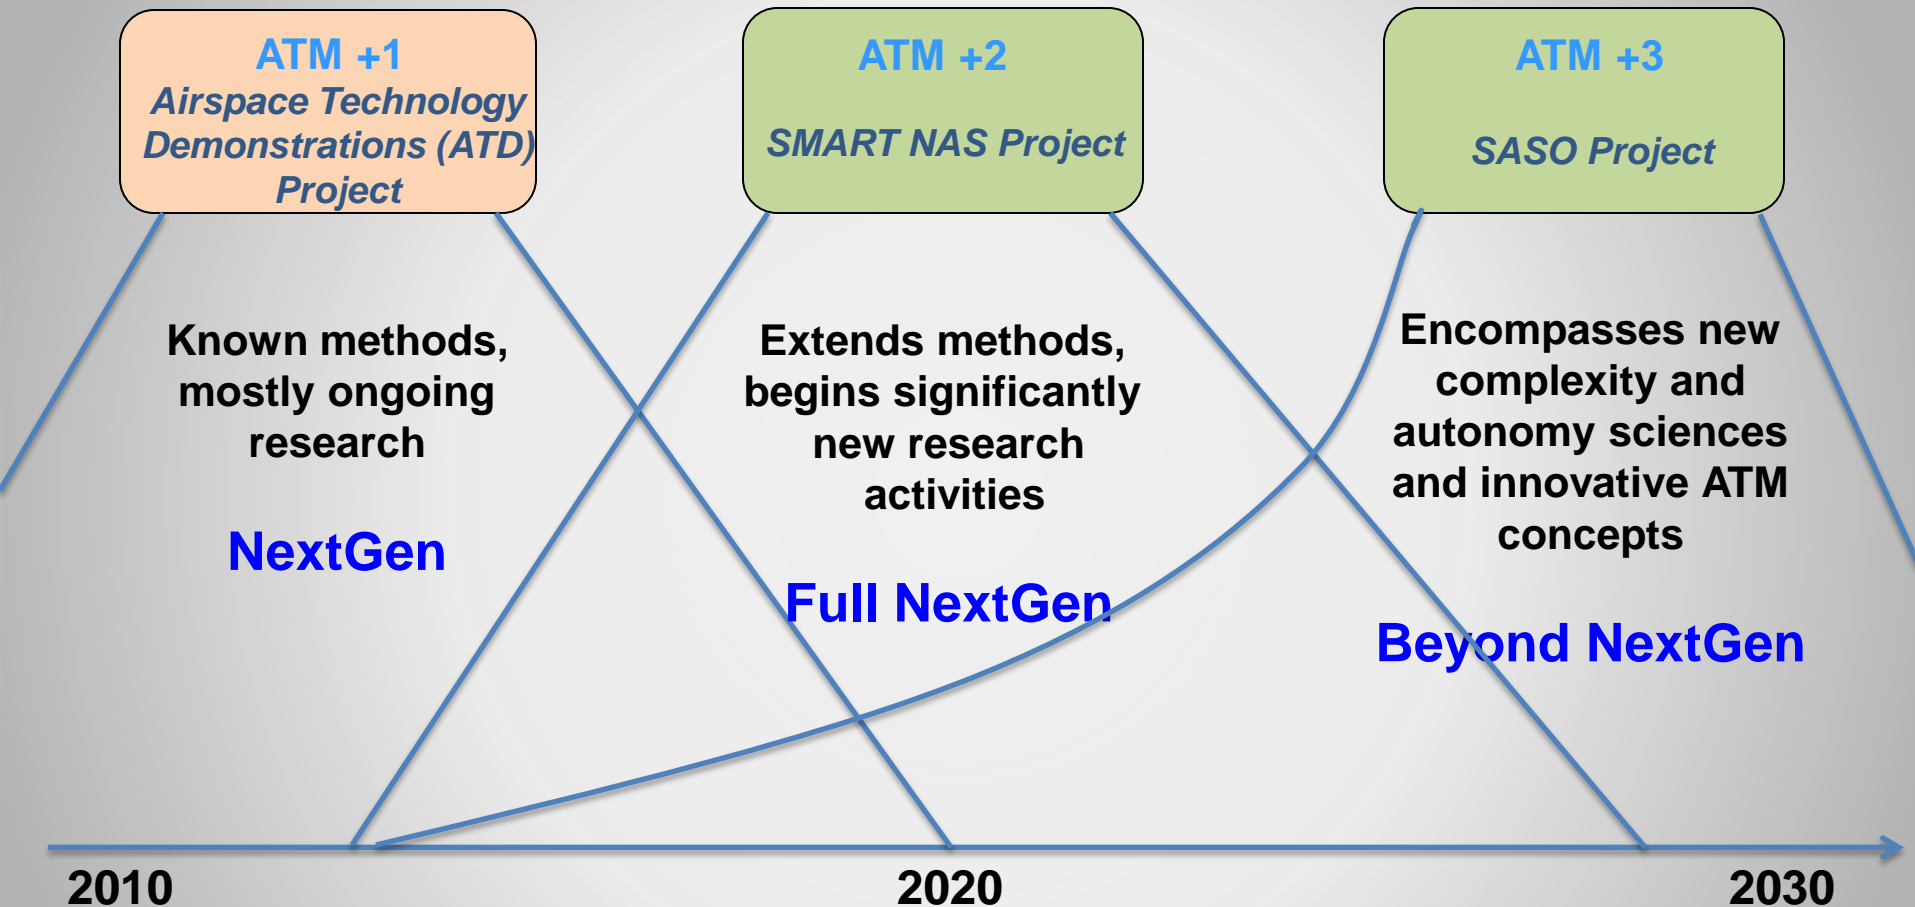 ATM +1
Airspace Technology
Demonstrations (ATD)
Project
ATM +2
SMART NAS Project
ATM +3
SASO Project
Known methods,
mostly ongoing
research
NextGen
Extends methods,
begins significantly
new research
activities
Full NextGen
Encompasses new
complexity and
autonomy sciences
and innovative ATM
concepts
Beyond NextGen
2010
2020
2030